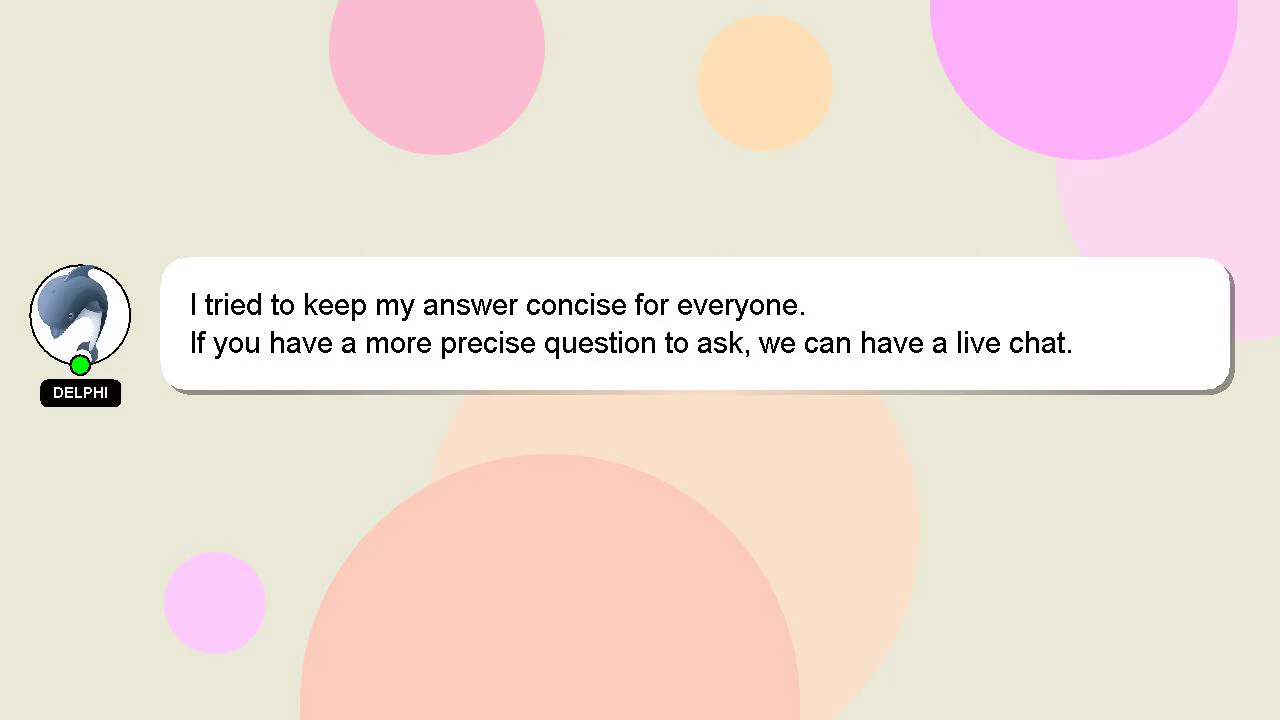 I tried to keep my answer concise for everyone.
If you have a more precise question to ask, we can have a live chat.
DELPHI